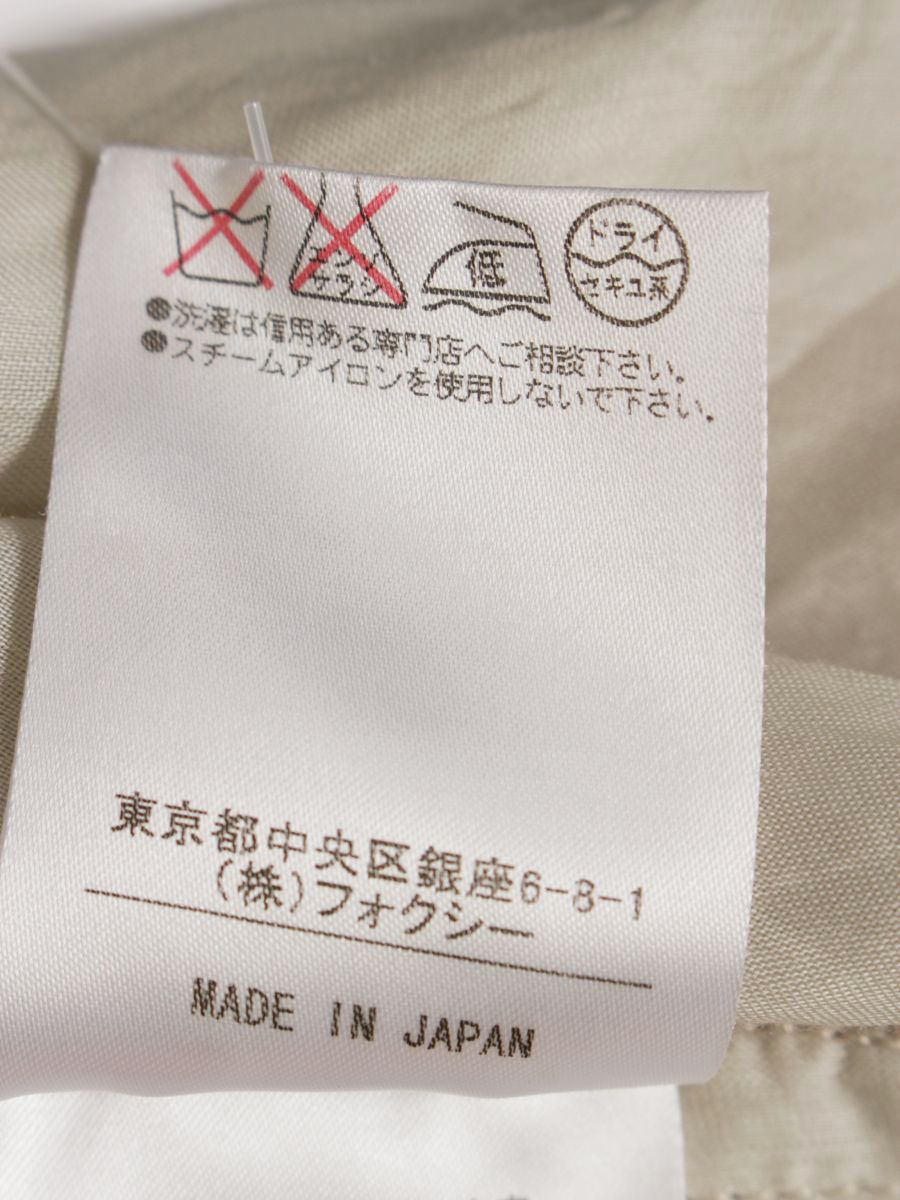 エンソ
サラシ
低
ドライ
セキユ系
●洗濯は信用ある専門店へご相談下さい。
●スチームアイロンを使用しないで下さい。
東京都中央区銀座6-8-1
(株)フォクシー
MADE IN JAPAN